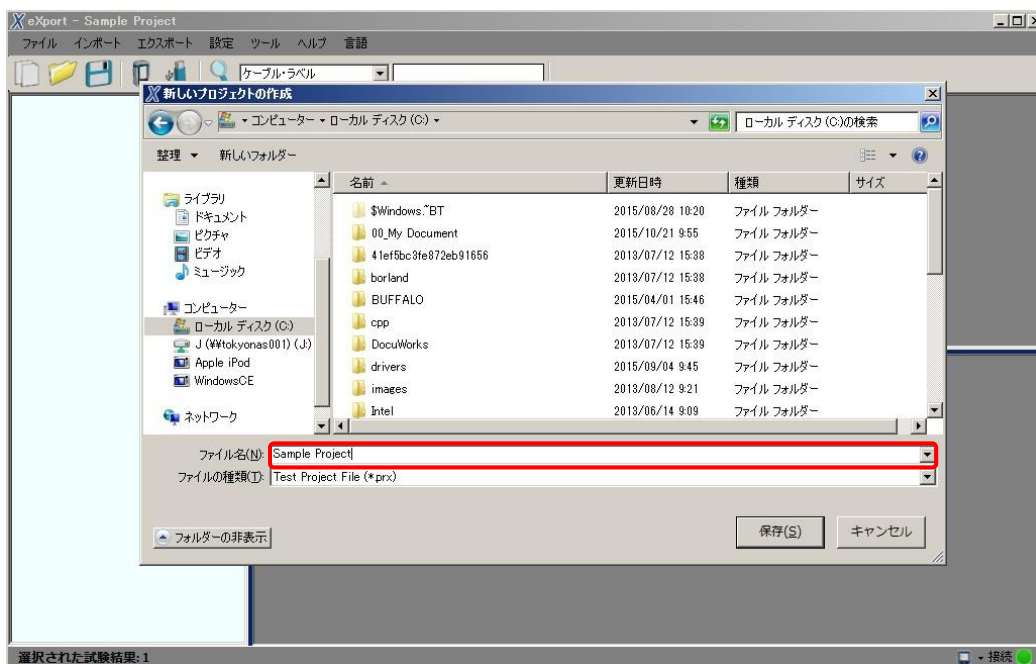 eXport - Sample Project
ファイル インポート エクスポート 設定 ツール ヘルプ 言語
ケーブル・ラベル
新しいプロジェクトの作成
コンピューター ローカル ディスク (C:)
ローカル ディスク (C:)の検索
整理 新しいフォルダー
ライブラリ
ドキュメント
ピクチャ
ビデオ
ミュージック
コンピューター
ローカル ディスク (C:)
J (¥¥tokyonas001) (J:)
Apple iPod
WindowsCE
ネットワーク
名前 更新日時 種類 サイズ
$Windows.~BT 2015/08/28 10:20 ファイル フォルダー
00_My Document 2015/10/21 9:55 ファイル フォルダー
41ef5bc3fe872eb91656 2013/07/12 15:38 ファイル フォルダー
borland 2013/07/12 15:38 ファイル フォルダー
BUFFALO 2015/04/01 15:46 ファイル フォルダー
cpp 2013/07/12 15:39 ファイル フォルダー
DocuWorks 2013/07/12 15:39 ファイル フォルダー
drivers 2015/09/04 9:45 ファイル フォルダー
images 2013/08/12 9:21 ファイル フォルダー
Intel 2013/06/14 9:09 ファイル フォルダー
ファイル名(N): Sample Project
ファイルの種類(T): Test Project File (*.prx)
フォルダーの非表示
保存(S) キャンセル
選択された試験結果:1
接続